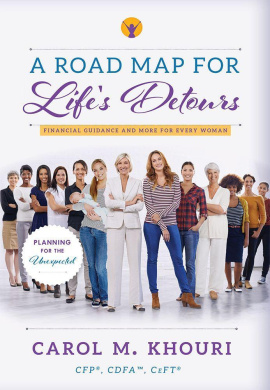 A ROAD MAP FOR
Life's Detours
FINANCIAL GUIDANCE AND MORE FOR EVERY WOMAN
PLANNING
FOR THE
Unexpected
CAROL M. KHOURI
CFP®, CDFA™, CeFT®